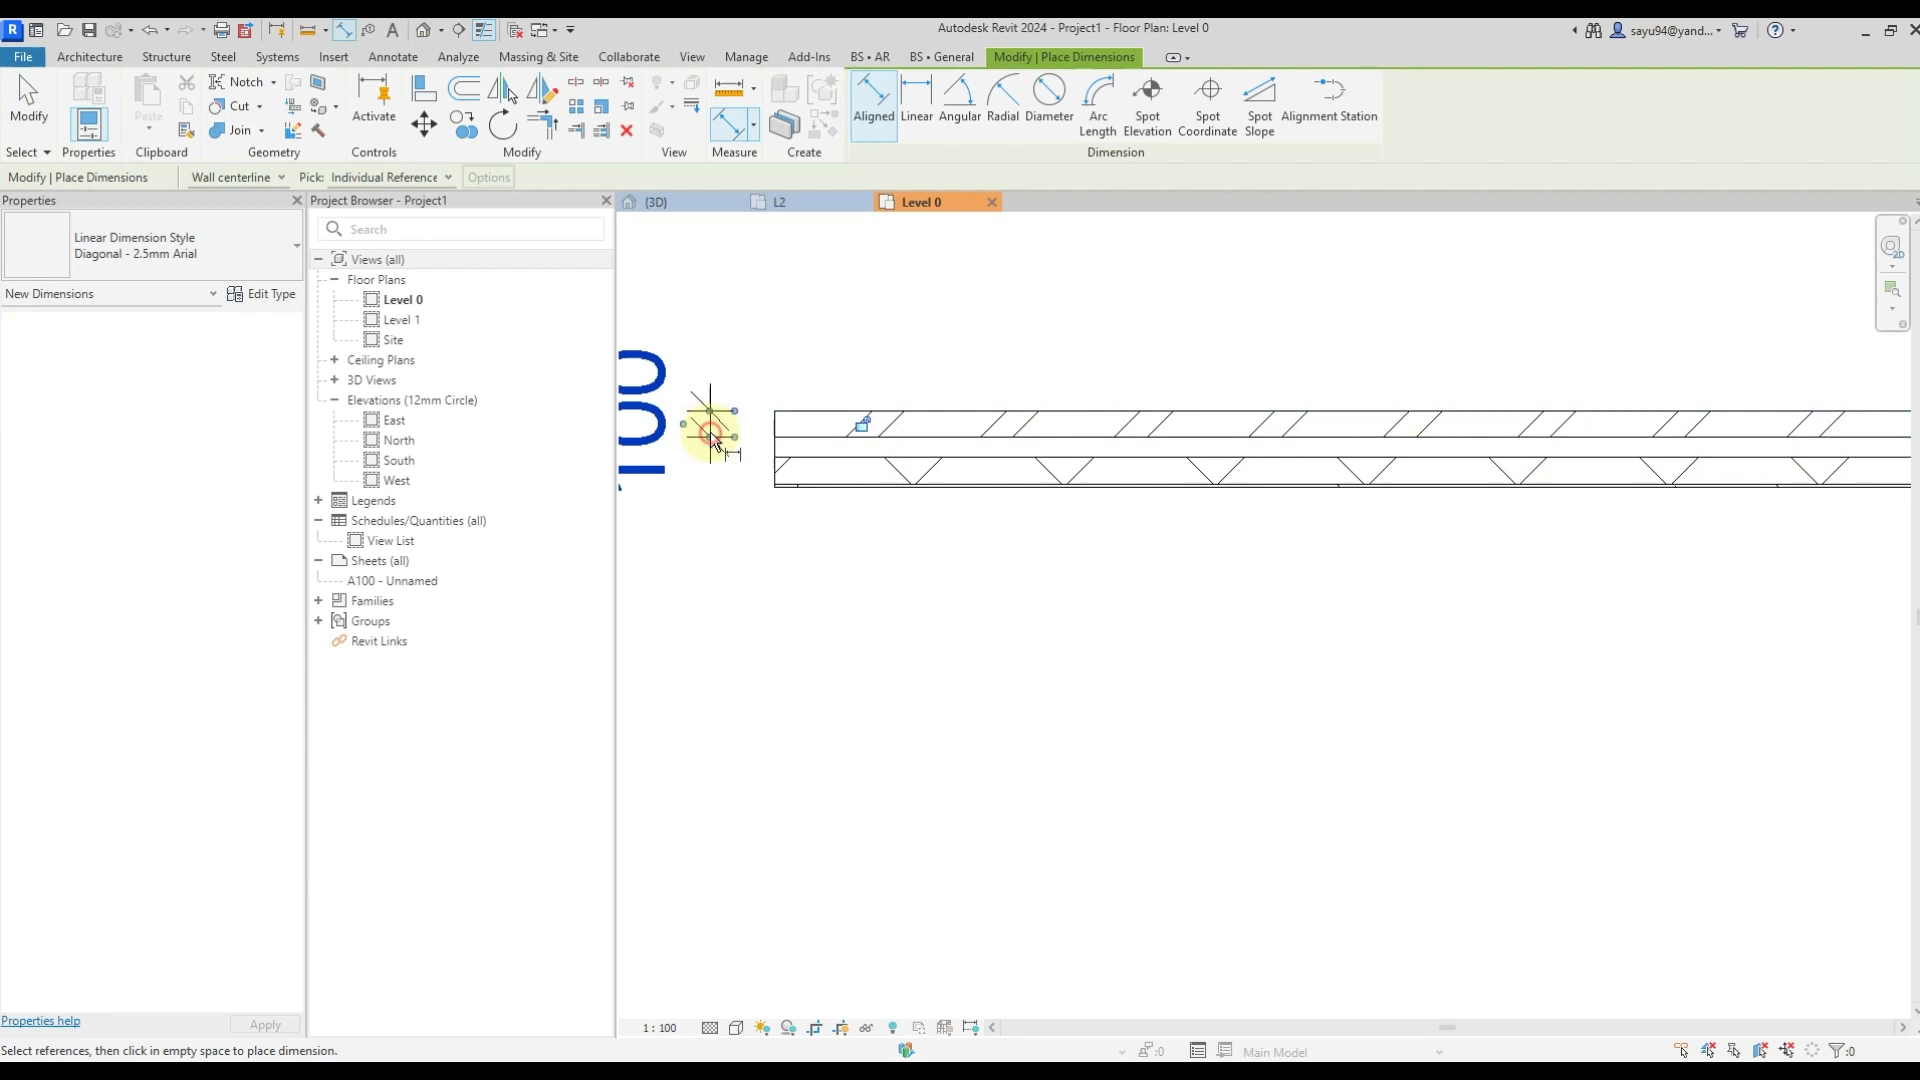 Autodesk Revit 2024 - Project1 - Floor Plan: Level 0
sayu94@yand...
File Architecture Structure Steel Systems Insert Annotate Analyze Massing & Site Collaborate View Manage Add-Ins BS • AR BS • General Modify | Place Dimensions
Modify
Paste
Notch
Cut
Join
Activate
Aligned Linear Angular Radial Diameter Arc Length Spot Elevation Spot Coordinate Spot Slope Alignment Station
Select Properties Clipboard Geometry Controls Modify View Measure Create Dimension
Modify | Place Dimensions Wall centerline Pick: Individual Reference Options
Properties
Linear Dimension Style
Diagonal - 2.5mm Arial
New Dimensions Edit Type
Properties help Apply
Project Browser - Project1
Search
Views (all)
Floor Plans
Level 0
Level 1
Site
Ceiling Plans
3D Views
Elevations (12mm Circle)
East
North
South
West
Legends
Schedules/Quantities (all)
View List
Sheets (all)
A100 - Unnamed
Families
Groups
Revit Links
{3D} L2 Level 0
2D
1 : 100
Select references, then click in empty space to place dimension.
:0 Main Model :0